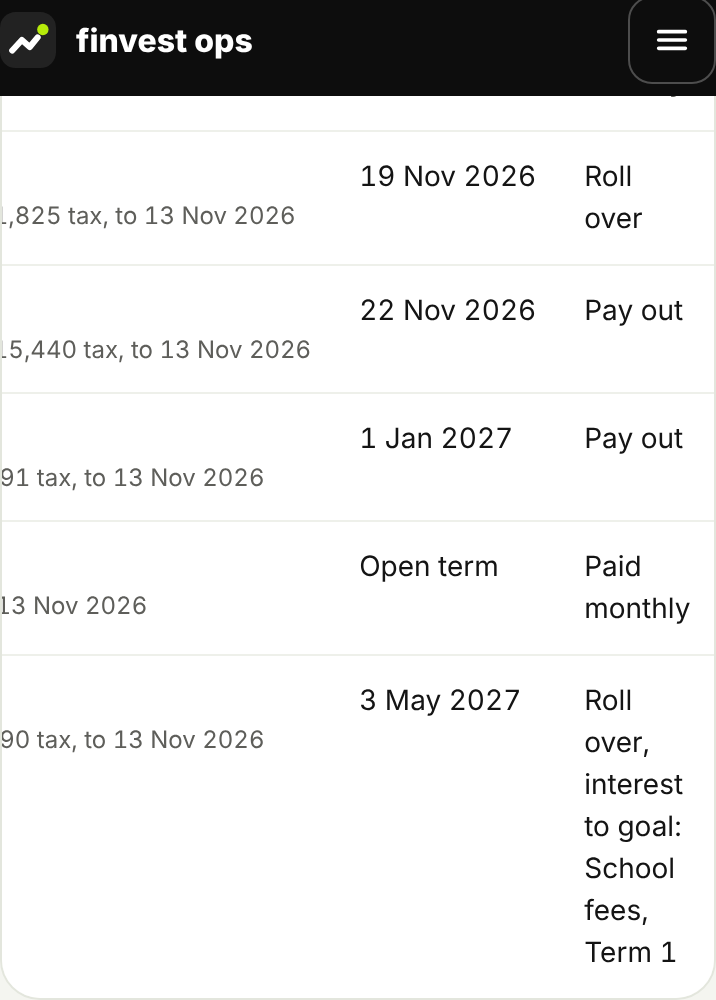 finvest ops
19 Nov 2026 Roll
,825 tax, to 13 Nov 2026 over
22 Nov 2026 Pay out
15,440 tax, to 13 Nov 2026
1 Jan 2027 Pay out
91 tax, to 13 Nov 2026
Open term Paid
13 Nov 2026 monthly
3 May 2027 Roll
90 tax, to 13 Nov 2026 over,
interest
to goal:
School
fees,
Term 1